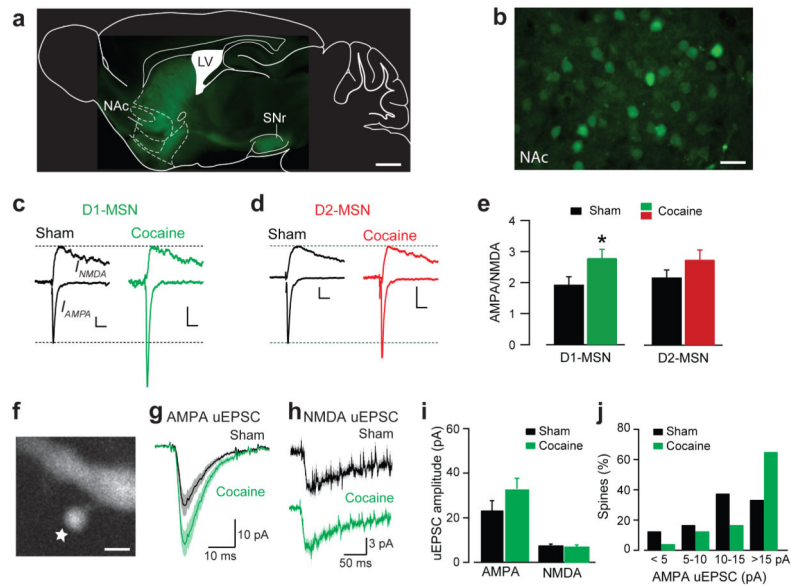 a
LV
NAc
SNr
b
NAc
c
D1-MSN
Sham
Cocaine
I NMDA
I AMPA
d
D2-MSN
Sham
Cocaine
e
Sham
Cocaine
AMPA/NMDA
4
3
2
1
0
*
D1-MSN
D2-MSN
f
g AMPA uEPSC
Sham
Cocaine
10 pA
10 ms
h NMDA uEPSC
Sham
Cocaine
3 pA
50 ms
i
Sham
Cocaine
uEPSC amplitude (pA)
60
40
20
0
AMPA
NMDA
j
Sham
Cocaine
Spines (%)
80
60
40
20
0
< 5
5-10
10-15
>15 pA
AMPA uEPSC (pA)